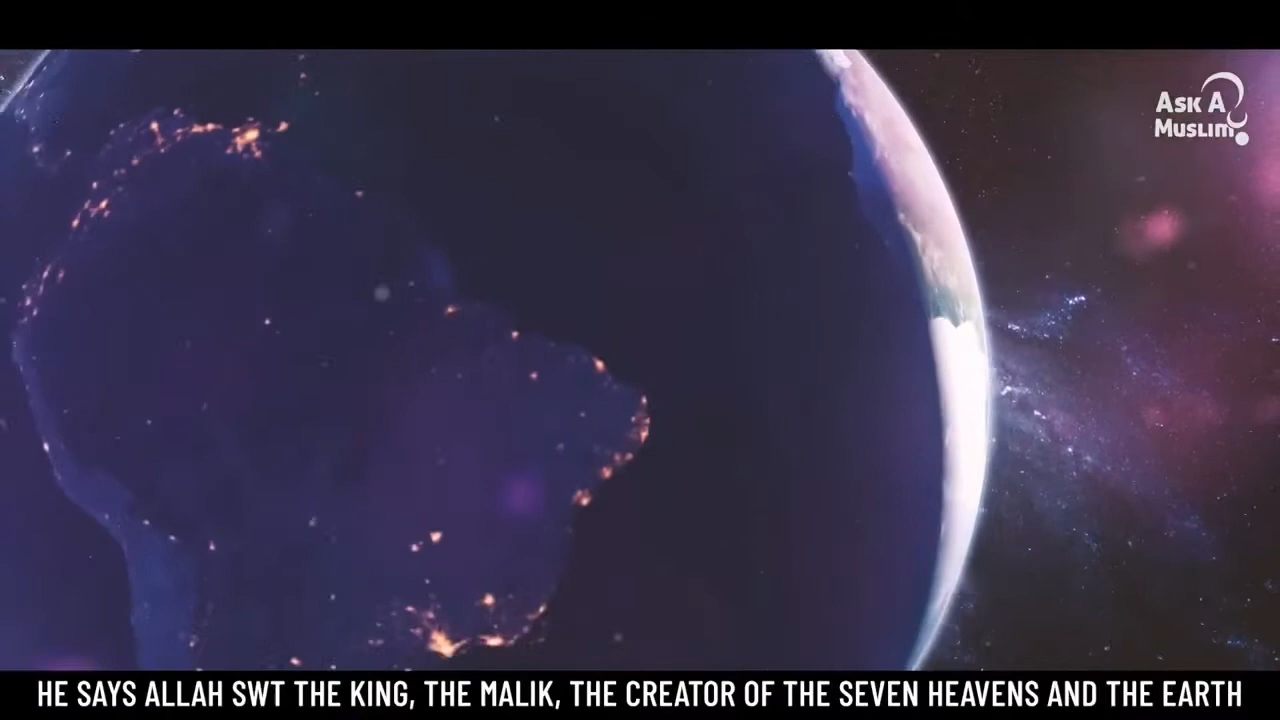 ASK A
MUSLIM?
HE SAYS ALLAH SWT THE KING, THE MALIK, THE CREATOR OF THE SEVEN HEAVENS AND THE EARTH